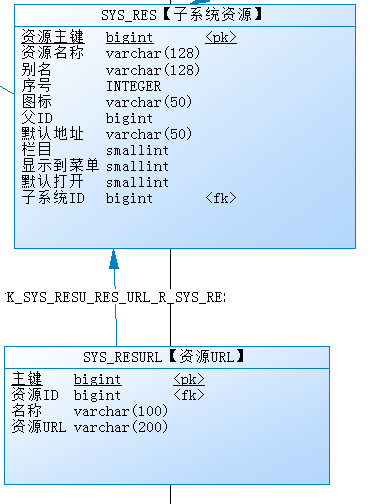 SYS_RES【子系统资源】
资源主键 bigint <pk>
资源名称 varchar(128)
别名 varchar(128)
序号 INTEGER
图标 varchar(50)
父ID bigint
默认地址 varchar(50)
栏目 smallint
显示到菜单 smallint
默认打开 smallint
子系统ID bigint <fk>
K_SYS_RESU_RES_URL_R_SYS_RES
SYS_RESURL【资源URL】
主键 bigint <pk>
资源ID bigint <fk>
名称 varchar(100)
资源URL varchar(200)